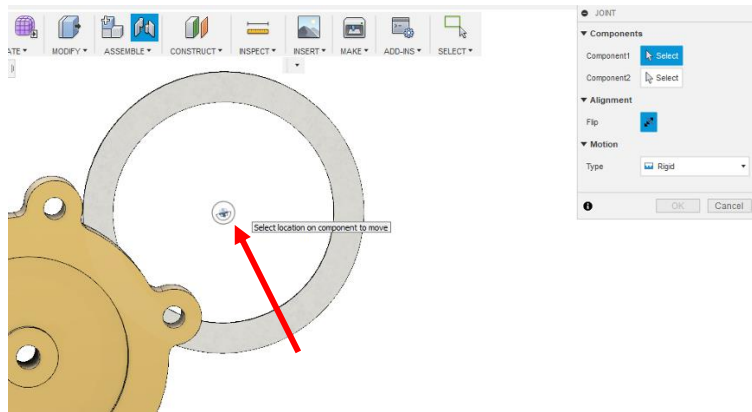 JOINT
ATE ▾ MODIFY ▾ ASSEMBLE ▾ CONSTRUCT ▾ INSPECT ▾ INSERT ▾ MAKE ▾ ADD-INS ▾ SELECT ▾
▼ Components
Component1 Select
Component2 Select
▼ Alignment
Flip
▼ Motion
Type Rigid
OK Cancel
Select location on component to move